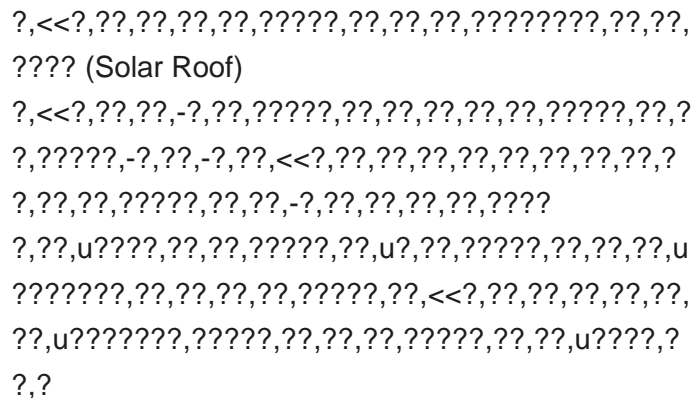 ?,<<?,??,??,??,??,?????,??,??,??,????????,??,??,
???? (Solar Roof)
?,<<?,??,??,-?,??,?????,??,??,??,??,??,?????,??,?
?,?????,-?,??,-?,??,<<?,??,??,??,??,??,??,??,??,?
?,??,??,?????,??,??,-?,??,??,??,??,????
?,??,u????,??,??,?????,??,u?,??,?????,??,??,??,u
???????,??,??,??,??,?????,??,<<?,??,??,??,??,??,
??,u???????,?????,??,??,??,?????,??,??,u????,?
?,?